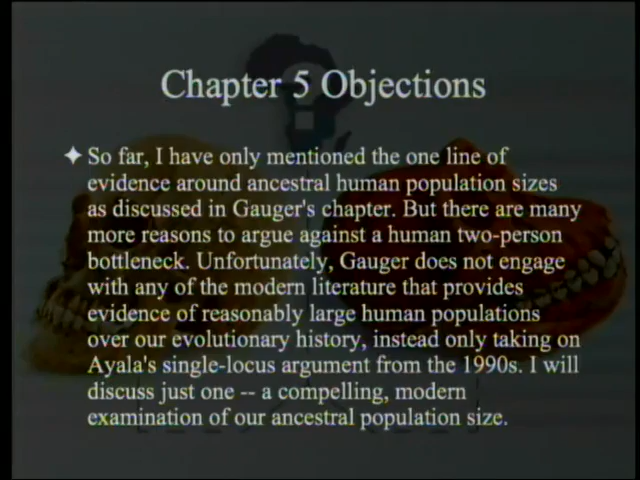 Chapter 5 Objections
✦ So far, I have only mentioned the one line of
evidence around ancestral human population sizes
as discussed in Gauger's chapter. But there are many
more reasons to argue against a human two-person
bottleneck. Unfortunately, Gauger does not engage
with any of the modern literature that provides
evidence of reasonably large human populations
over our evolutionary history, instead only taking on
Ayala's single-locus argument from the 1990s. I will
discuss just one -- a compelling, modern
examination of our ancestral population size.